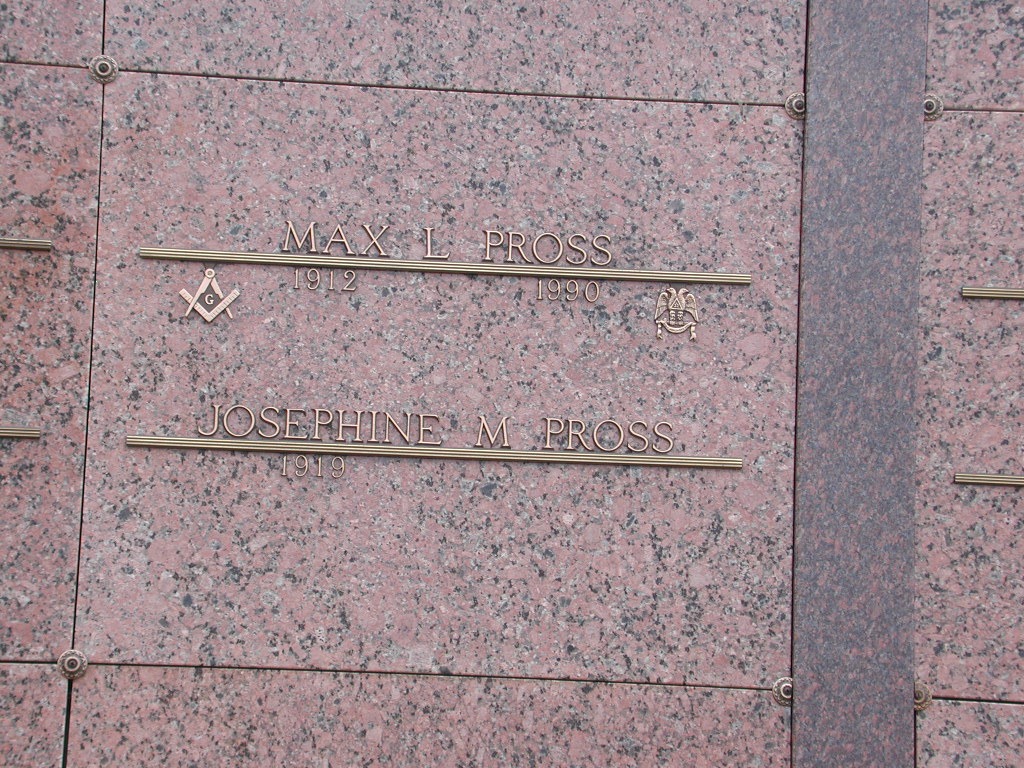 MAX L PROSS
1912 1990
G
JOSEPHINE M PROSS
1919